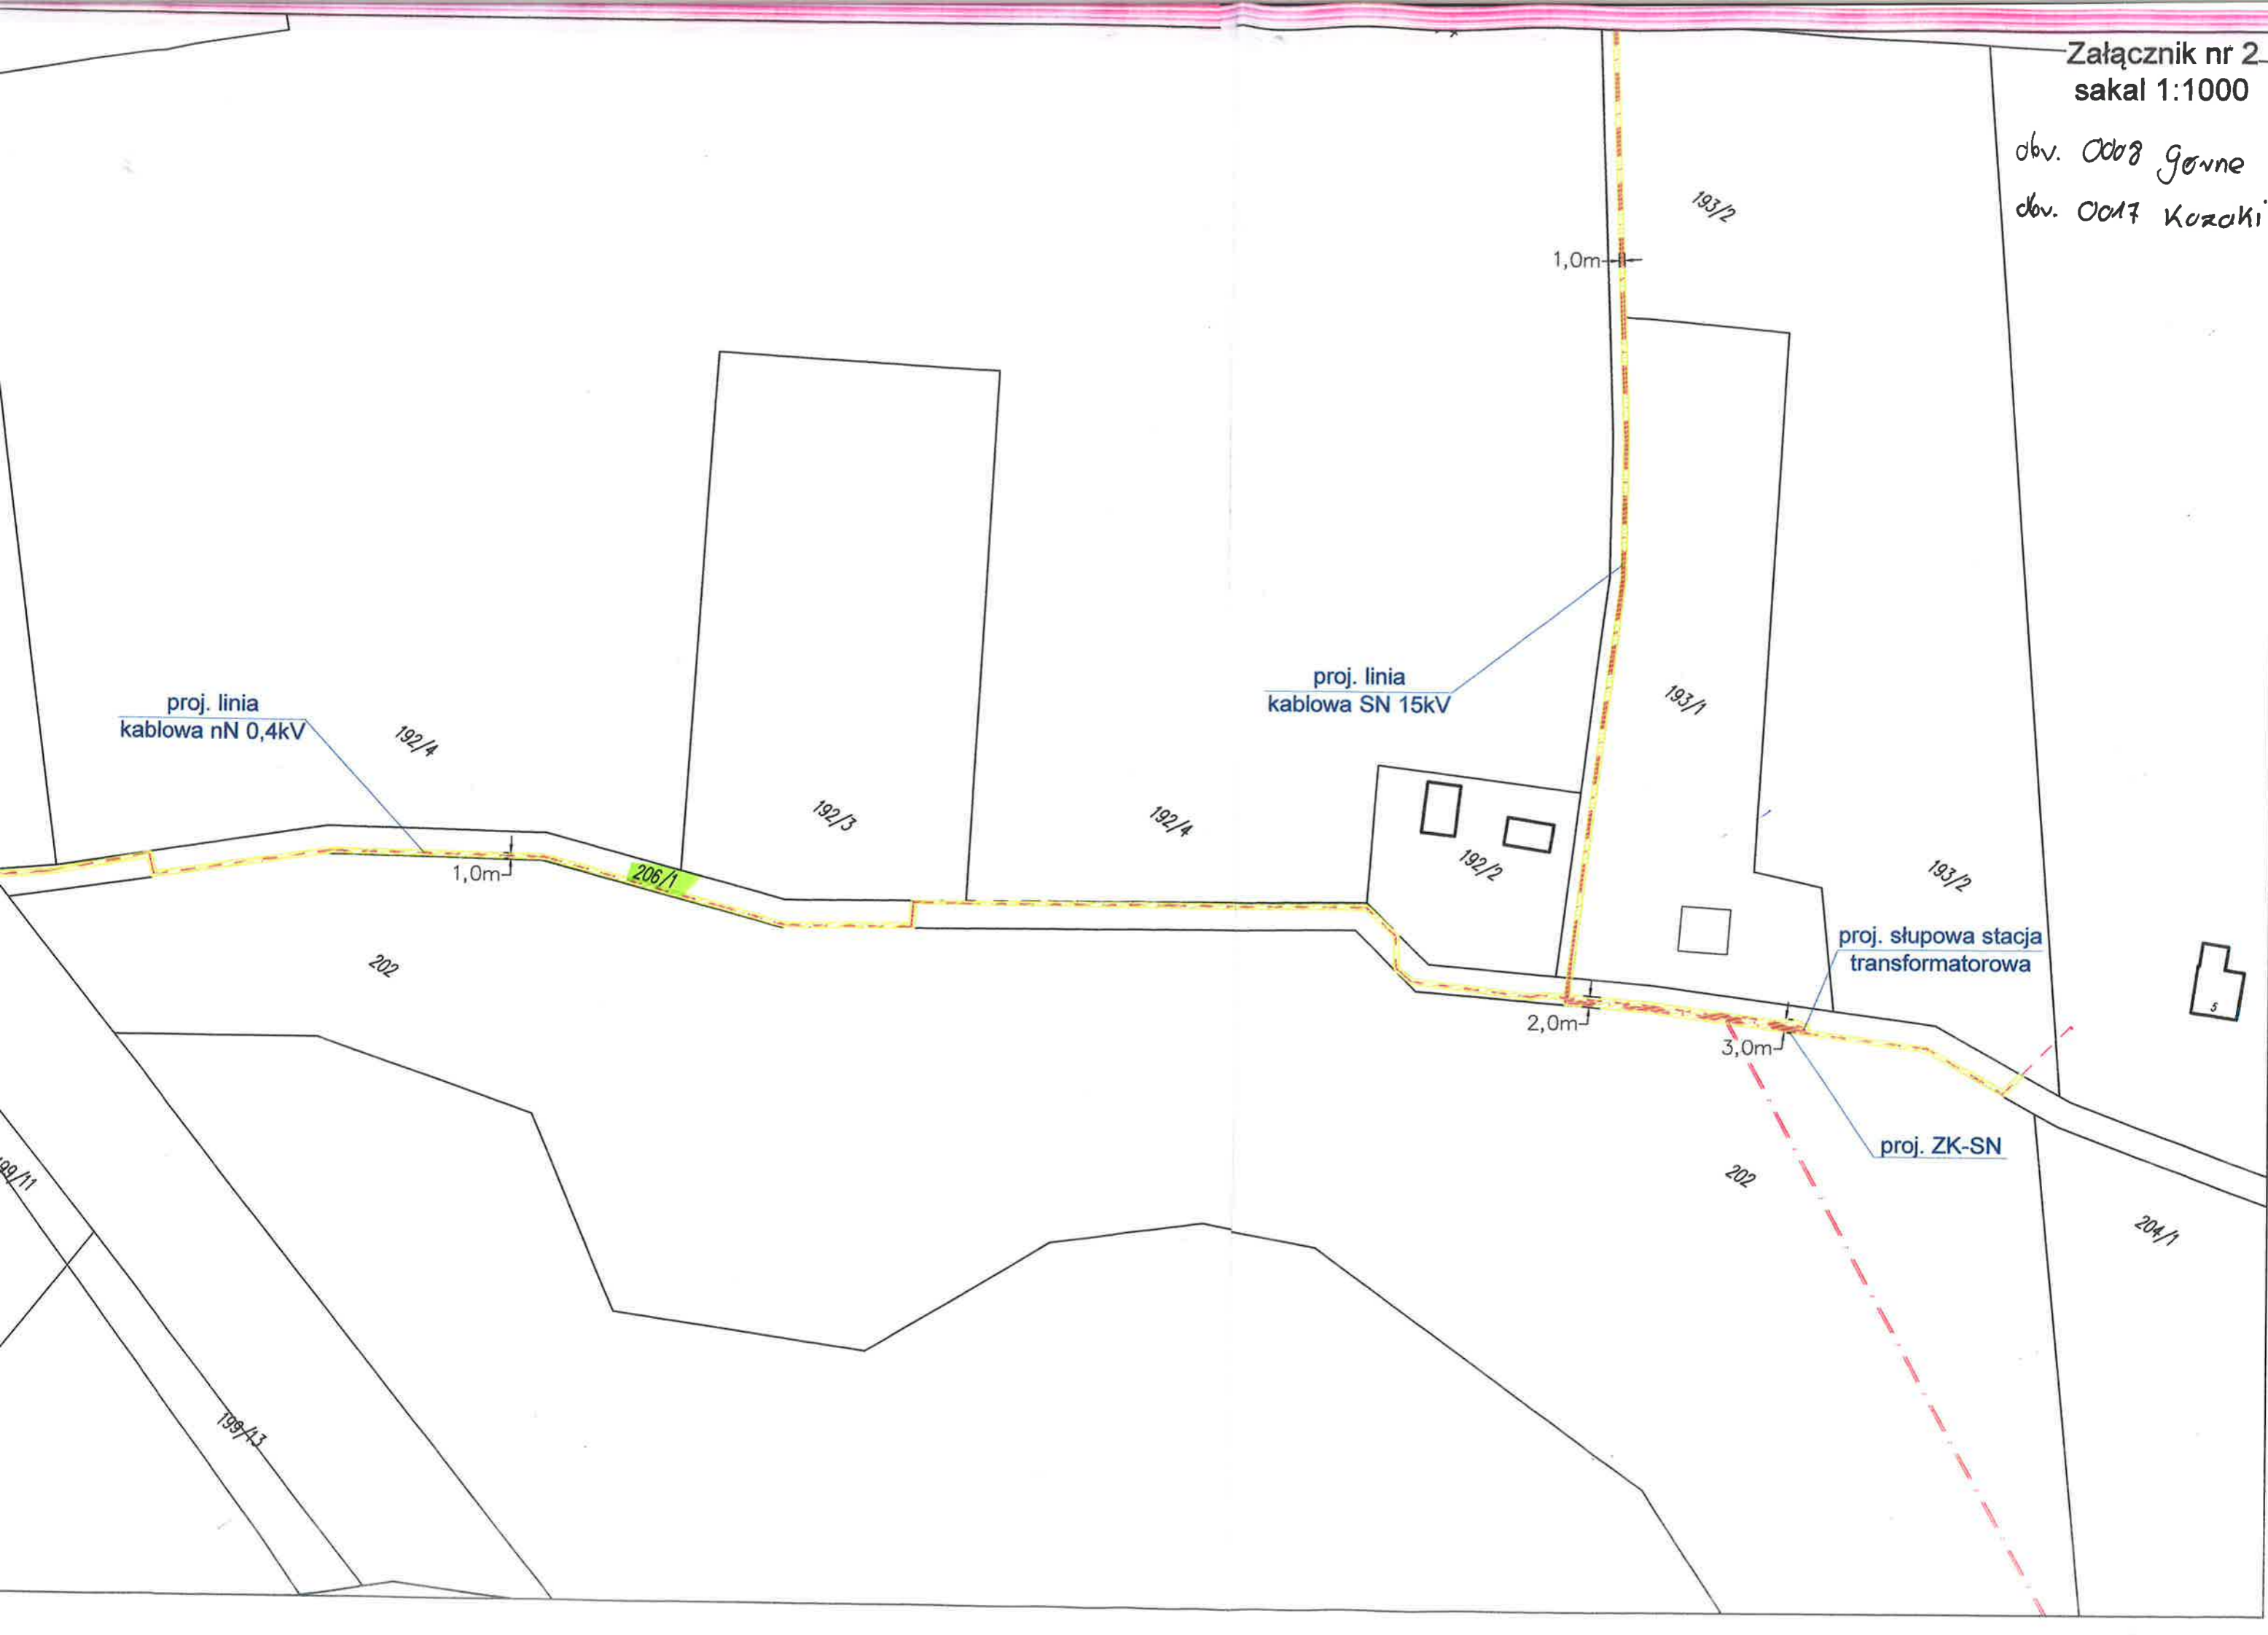 Załącznik nr 2
sakal 1:1000
obr. 0008 górne
obr. 0017 Kozaki
193/2
1,0m
proj. linia
kablowa SN 15kV
193/1
proj. linia
kablowa nN 0,4kV
192/4
192/3
192/4
192/2
193/2
1,0m
206/1
proj. słupowa stacja
transformatorowa
202
5
2,0m
3,0m
proj. ZK-SN
202
204/1
199/13